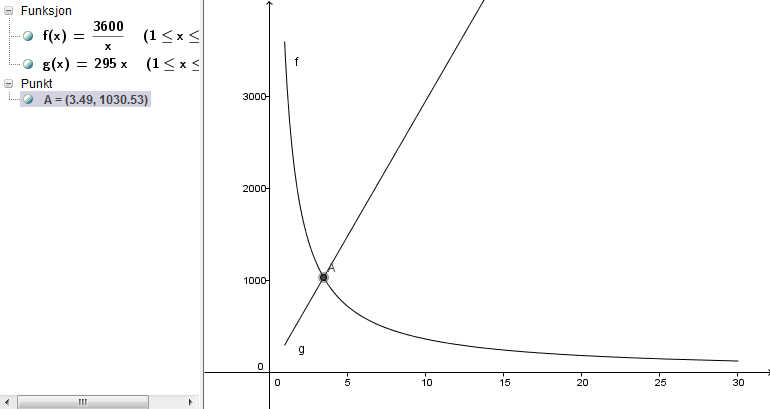 Funksjon
f(x) = 3600/x (1 ≤ x ≤
g(x) = 295 x (1 ≤ x ≤
Punkt
A = (3.49, 1030.53)
f
3000
2000
1000
A
g
0
0 5 10 15 20 25 30